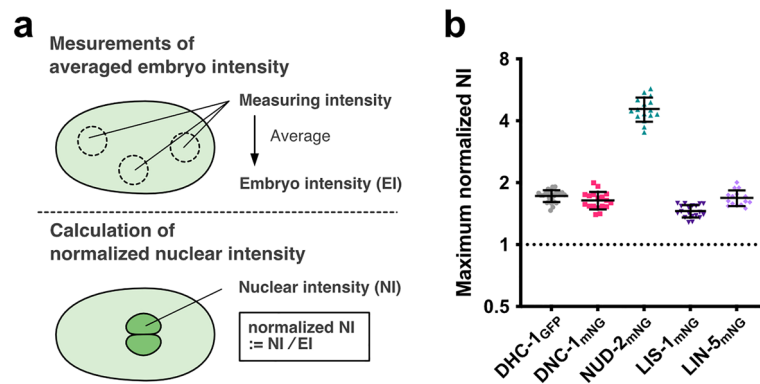 a
Mesurements of
averaged embryo intensity
Measuring intensity
Average
Embryo intensity (EI)
Calculation of
normalized nuclear intensity
Nuclear intensity (NI)
normalized NI
:= NI / EI
b
Maximum normalized NI
8
4
2
1
0.5
DHC-1GFP
DNC-1mNG
NUD-2mNG
LIS-1mNG
LIN-5mNG